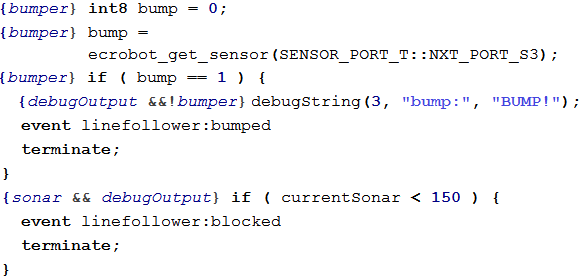 {bumper} int8 bump = 0;
{bumper} bump =
ecrobot_get_sensor(SENSOR_PORT_T::NXT_PORT_S3);
{bumper} if ( bump == 1 ) {
{debugOutput &&!bumper} debugString(3, "bump:", "BUMP!");
event linefollower:bumped
terminate;
}
{sonar && debugOutput} if ( currentSonar < 150 ) {
event linefollower:blocked
terminate;
}